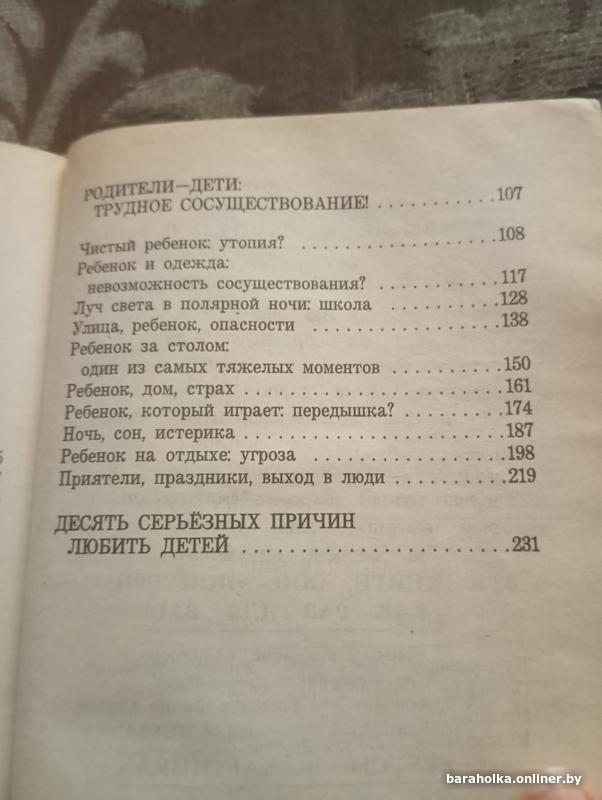 РОДИТЕЛИ—ДЕТИ:
ТРУДНОЕ СОСУЩЕСТВОВАНИЕ! . . . . . . . . . . . 107
Чистый ребенок: утопия? . . . . . . . . . . . . . . . . . . 108
Ребенок и одежда:
невозможность сосуществования? . . . . . . . . . . . 117
Луч света в полярной ночи: школа . . . . . . . . . . 128
Улица, ребенок, опасности . . . . . . . . . . . . . . . . . 138
Ребенок за столом:
один из самых тяжелых моментов . . . . . . . . . . 150
Ребенок, дом, страх . . . . . . . . . . . . . . . . . . . . . . . 161
Ребенок, который играет: передышка? . . . . . . . . . 174
Ночь, сон, истерика . . . . . . . . . . . . . . . . . . . . . . . . 187
Ребенок на отдыхе: угроза . . . . . . . . . . . . . . . . . . 198
Приятели, праздники, выход в люди . . . . . . . . . . 219
ДЕСЯТЬ СЕРЬЁЗНЫХ ПРИЧИН
ЛЮБИТЬ ДЕТЕЙ . . . . . . . . . . . . . . . . . . . . . . . 231
baraholka.onliner.by